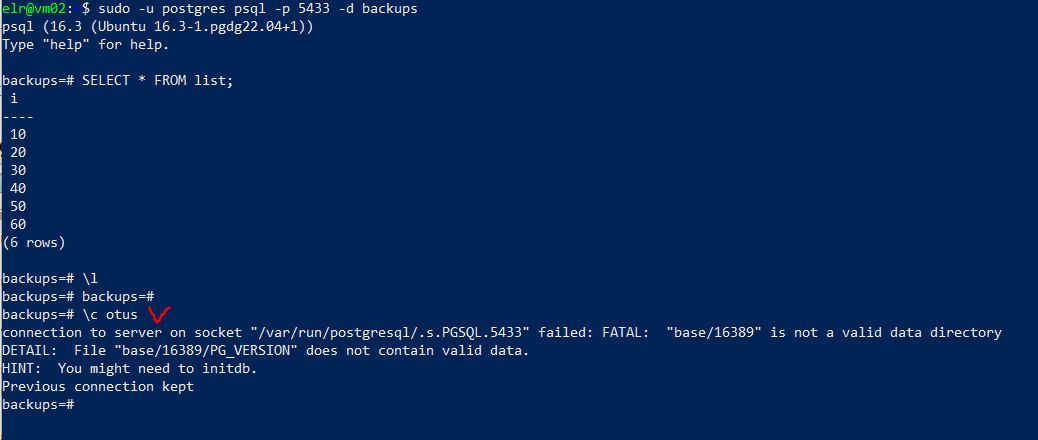 elr@vm02: $ sudo -u postgres psql -p 5433 -d backups
psql (16.3 (Ubuntu 16.3-1.pgdg22.04+1))
Type "help" for help.
backups=# SELECT * FROM list;
i
----
10
20
30
40
50
60
(6 rows)
backups=# \l
backups=# backups=#
backups=# \c otus
connection to server on socket "/var/run/postgresql/.s.PGSQL.5433" failed: FATAL:  "base/16389" is not a valid data directory
DETAIL:  File "base/16389/PG_VERSION" does not contain valid data.
HINT:  You might need to initdb.
Previous connection kept
backups=#